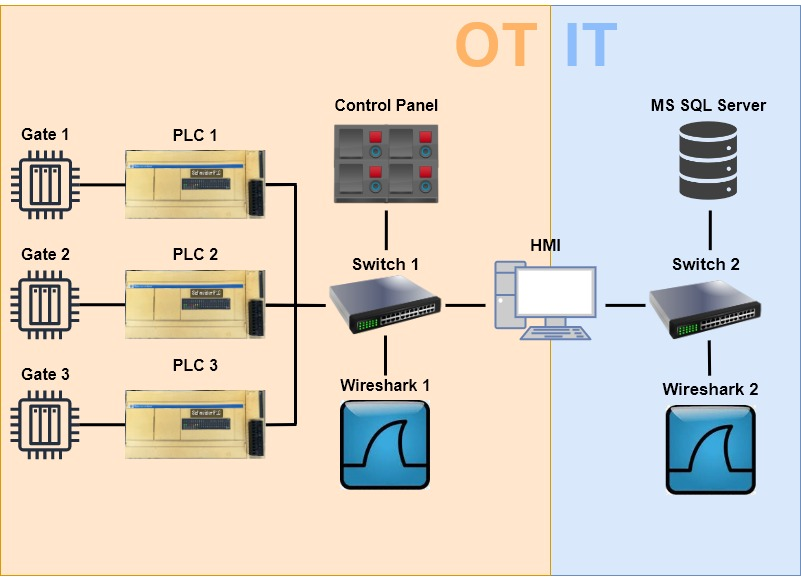 OT IT
Control Panel
MS SQL Server
Gate 1
PLC 1
Gate 2
PLC 2
HMI
Switch 1
Switch 2
Gate 3
PLC 3
Wireshark 1
Wireshark 2